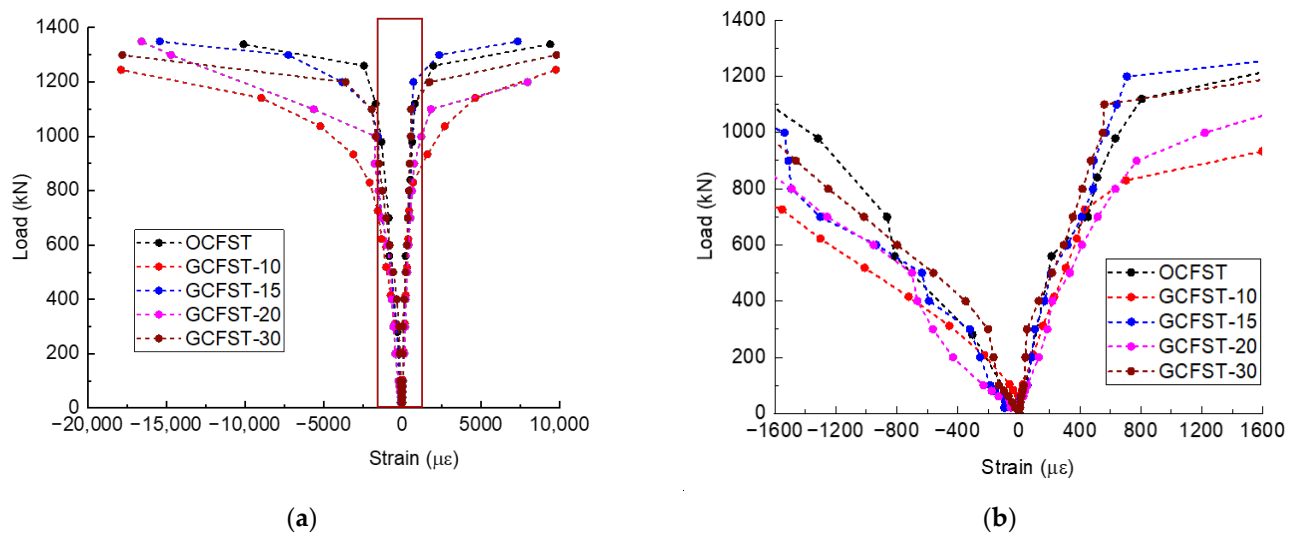 1400
1200
1000
800
600
400
200
0
Load (kN)
OCFST
GCFST-10
GCFST-15
GCFST-20
GCFST-30
−20,000 −15,000 −10,000 −5000 0 5000 10,000
Strain (με)
(a)
1400
1200
1000
800
600
400
200
0
Load (kN)
OCFST
GCFST-10
GCFST-15
GCFST-20
GCFST-30
−1600 −1200 −800 −400 0 400 800 1200 1600
Strain (με)
(b)